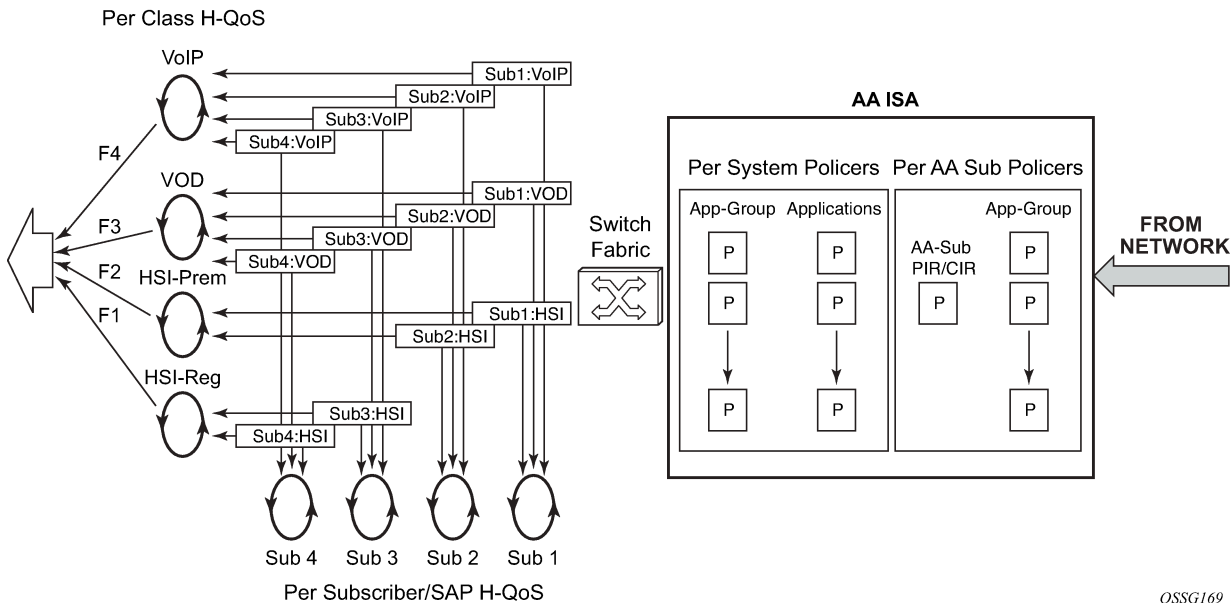 Per Class H-QoS
VoIP
Sub1:VoIP
Sub2:VoIP
Sub3:VoIP
Sub4:VoIP
F4
VOD
Sub1:VOD
Sub2:VOD
Sub3:VOD
Sub4:VOD
F3
F2
HSI-Prem
Sub1:HSI
Sub2:HSI
F1
HSI-Reg
Sub3:HSI
Sub4:HSI
Sub 4
Sub 3
Sub 2
Sub 1
Per Subscriber/SAP H-QoS
Switch
Fabric
AA ISA
Per System Policers
App-Group
Applications
P
P
P
P
P
P
Per AA Sub Policers
App-Group
AA-Sub
PIR/CIR
P
P
P
P
FROM
NETWORK
OSSG169